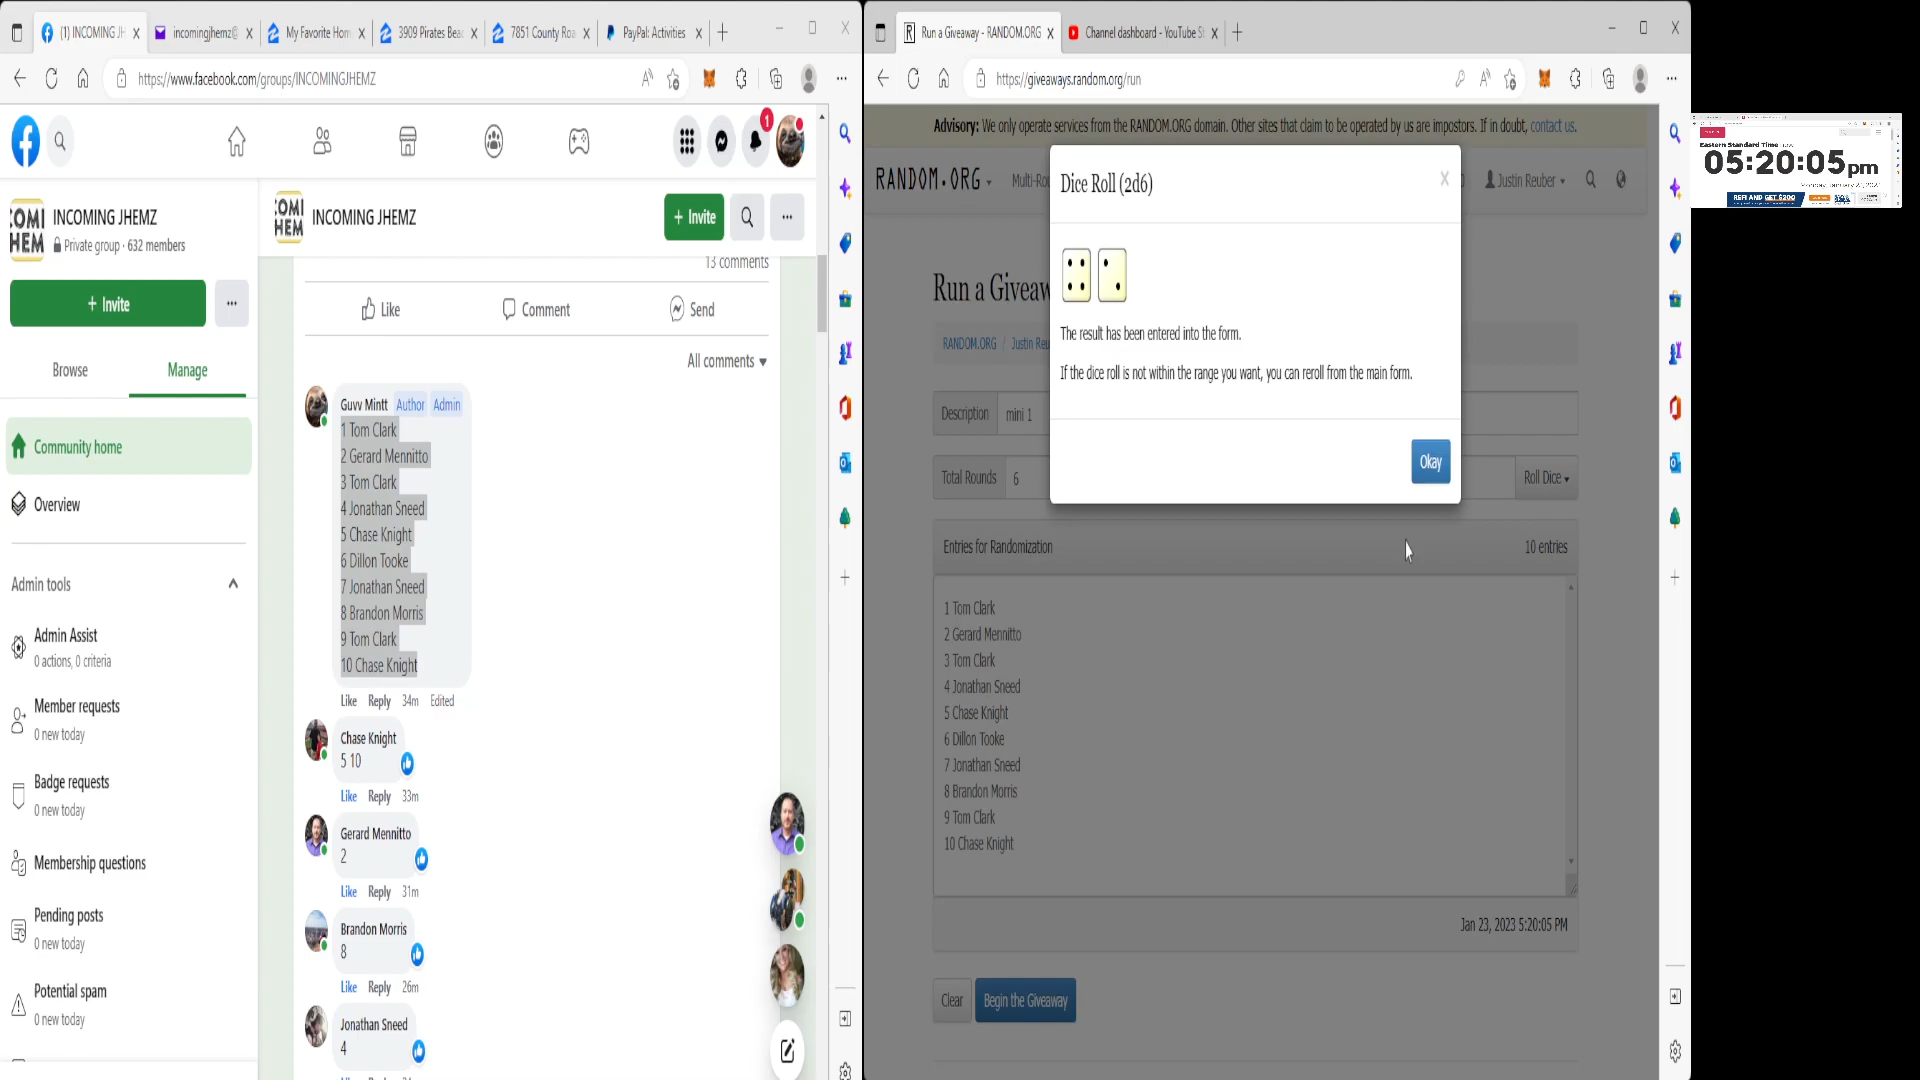 (1) INCOMING JH
incomingjhemz@
My Favorite Hom
3909 Pirates Bea
7851 County Roa
PayPal: Activities
https://www.facebook.com/groups/INCOMINGJHEMZ
1
INCOMING JHEMZ
Private group · 632 members
+ Invite
Browse
Manage
Community home
Overview
Admin tools
Admin Assist
0 actions, 0 criteria
Member requests
0 new today
Badge requests
0 new today
Membership questions
Pending posts
0 new today
Potential spam
0 new today
INCOMING JHEMZ
+ Invite
13 comments
Like
Comment
Send
All comments
Guvv Mintt Author Admin
1 Tom Clark
2 Gerard Mennitto
3 Tom Clark
4 Jonathan Sneed
5 Chase Knight
6 Dillon Tooke
7 Jonathan Sneed
8 Brandon Morris
9 Tom Clark
10 Chase Knight
Like Reply 34m Edited
Chase Knight
5 10
Like Reply 33m
Gerard Mennitto
2
Like Reply 31m
Brandon Morris
8
Like Reply 26m
Jonathan Sneed
4
Run a Giveaway - RANDOM.ORG
Channel dashboard - YouTube S
https://giveaways.random.org/run
Advisory: We only operate services from the RANDOM.ORG domain. Other sites that claim to be operated by us are impostors. If in doubt, contact us.
RANDOM.ORG
Multi-Rou
Justin Reuber
Dice Roll (2d6)
The result has been entered into the form.
If the dice roll is not within the range you want, you can reroll from the main form.
Okay
Run a Giveaw
RANDOM.ORG / Justin Reu
Description
mini 1
Total Rounds
6
Roll Dice
Entries for Randomization
10 entries
1 Tom Clark
2 Gerard Mennitto
3 Tom Clark
4 Jonathan Sneed
5 Chase Knight
6 Dillon Tooke
7 Jonathan Sneed
8 Brandon Morris
9 Tom Clark
10 Chase Knight
Jan 23, 2023 5:20:05 PM
Clear
Begin the Giveaway
Eastern Standard Time
05:20:05 pm
REFI AND GET $200